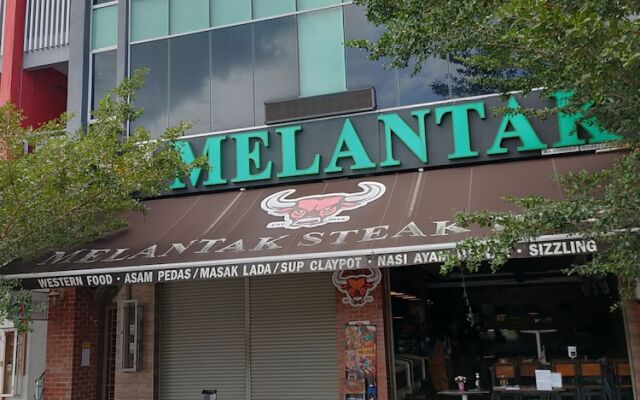 MELANTAK
MELANTAK STEAK
WESTERN FOOD • ASAM PEDAS/MASAK LADA/SUP CLAYPOT • NASI AYAM • SIZZLING